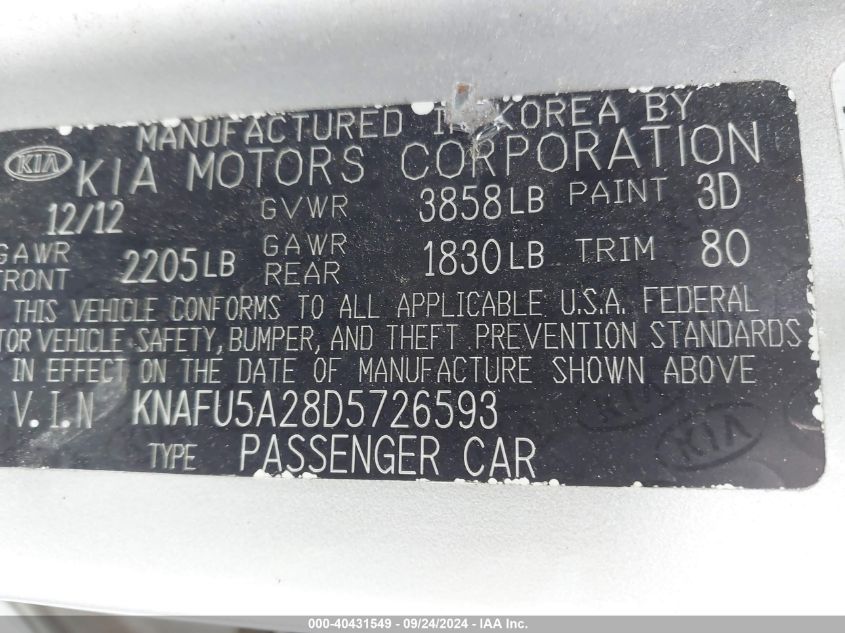 MANUFACTURED IN KOREA BY
KIA KIA MOTORS CORPORATION
12/12 GVWR 3858LB PAINT 3D
GAWR FRONT 2205LB GAWR REAR 1830LB TRIM 80
THIS VEHICLE CONFORMS TO ALL APPLICABLE U.S.A. FEDERAL
TOR VEHICLE SAFETY, BUMPER, AND THEFT PREVENTION STANDARDS
IN EFFECT ON THE DATE OF MANUFACTURE SHOWN ABOVE
V.I.N KNAFU5A28D5726593
KIA
TYPE PASSENGER CAR
000-40431549 - 09/24/2024 - IAA Inc.